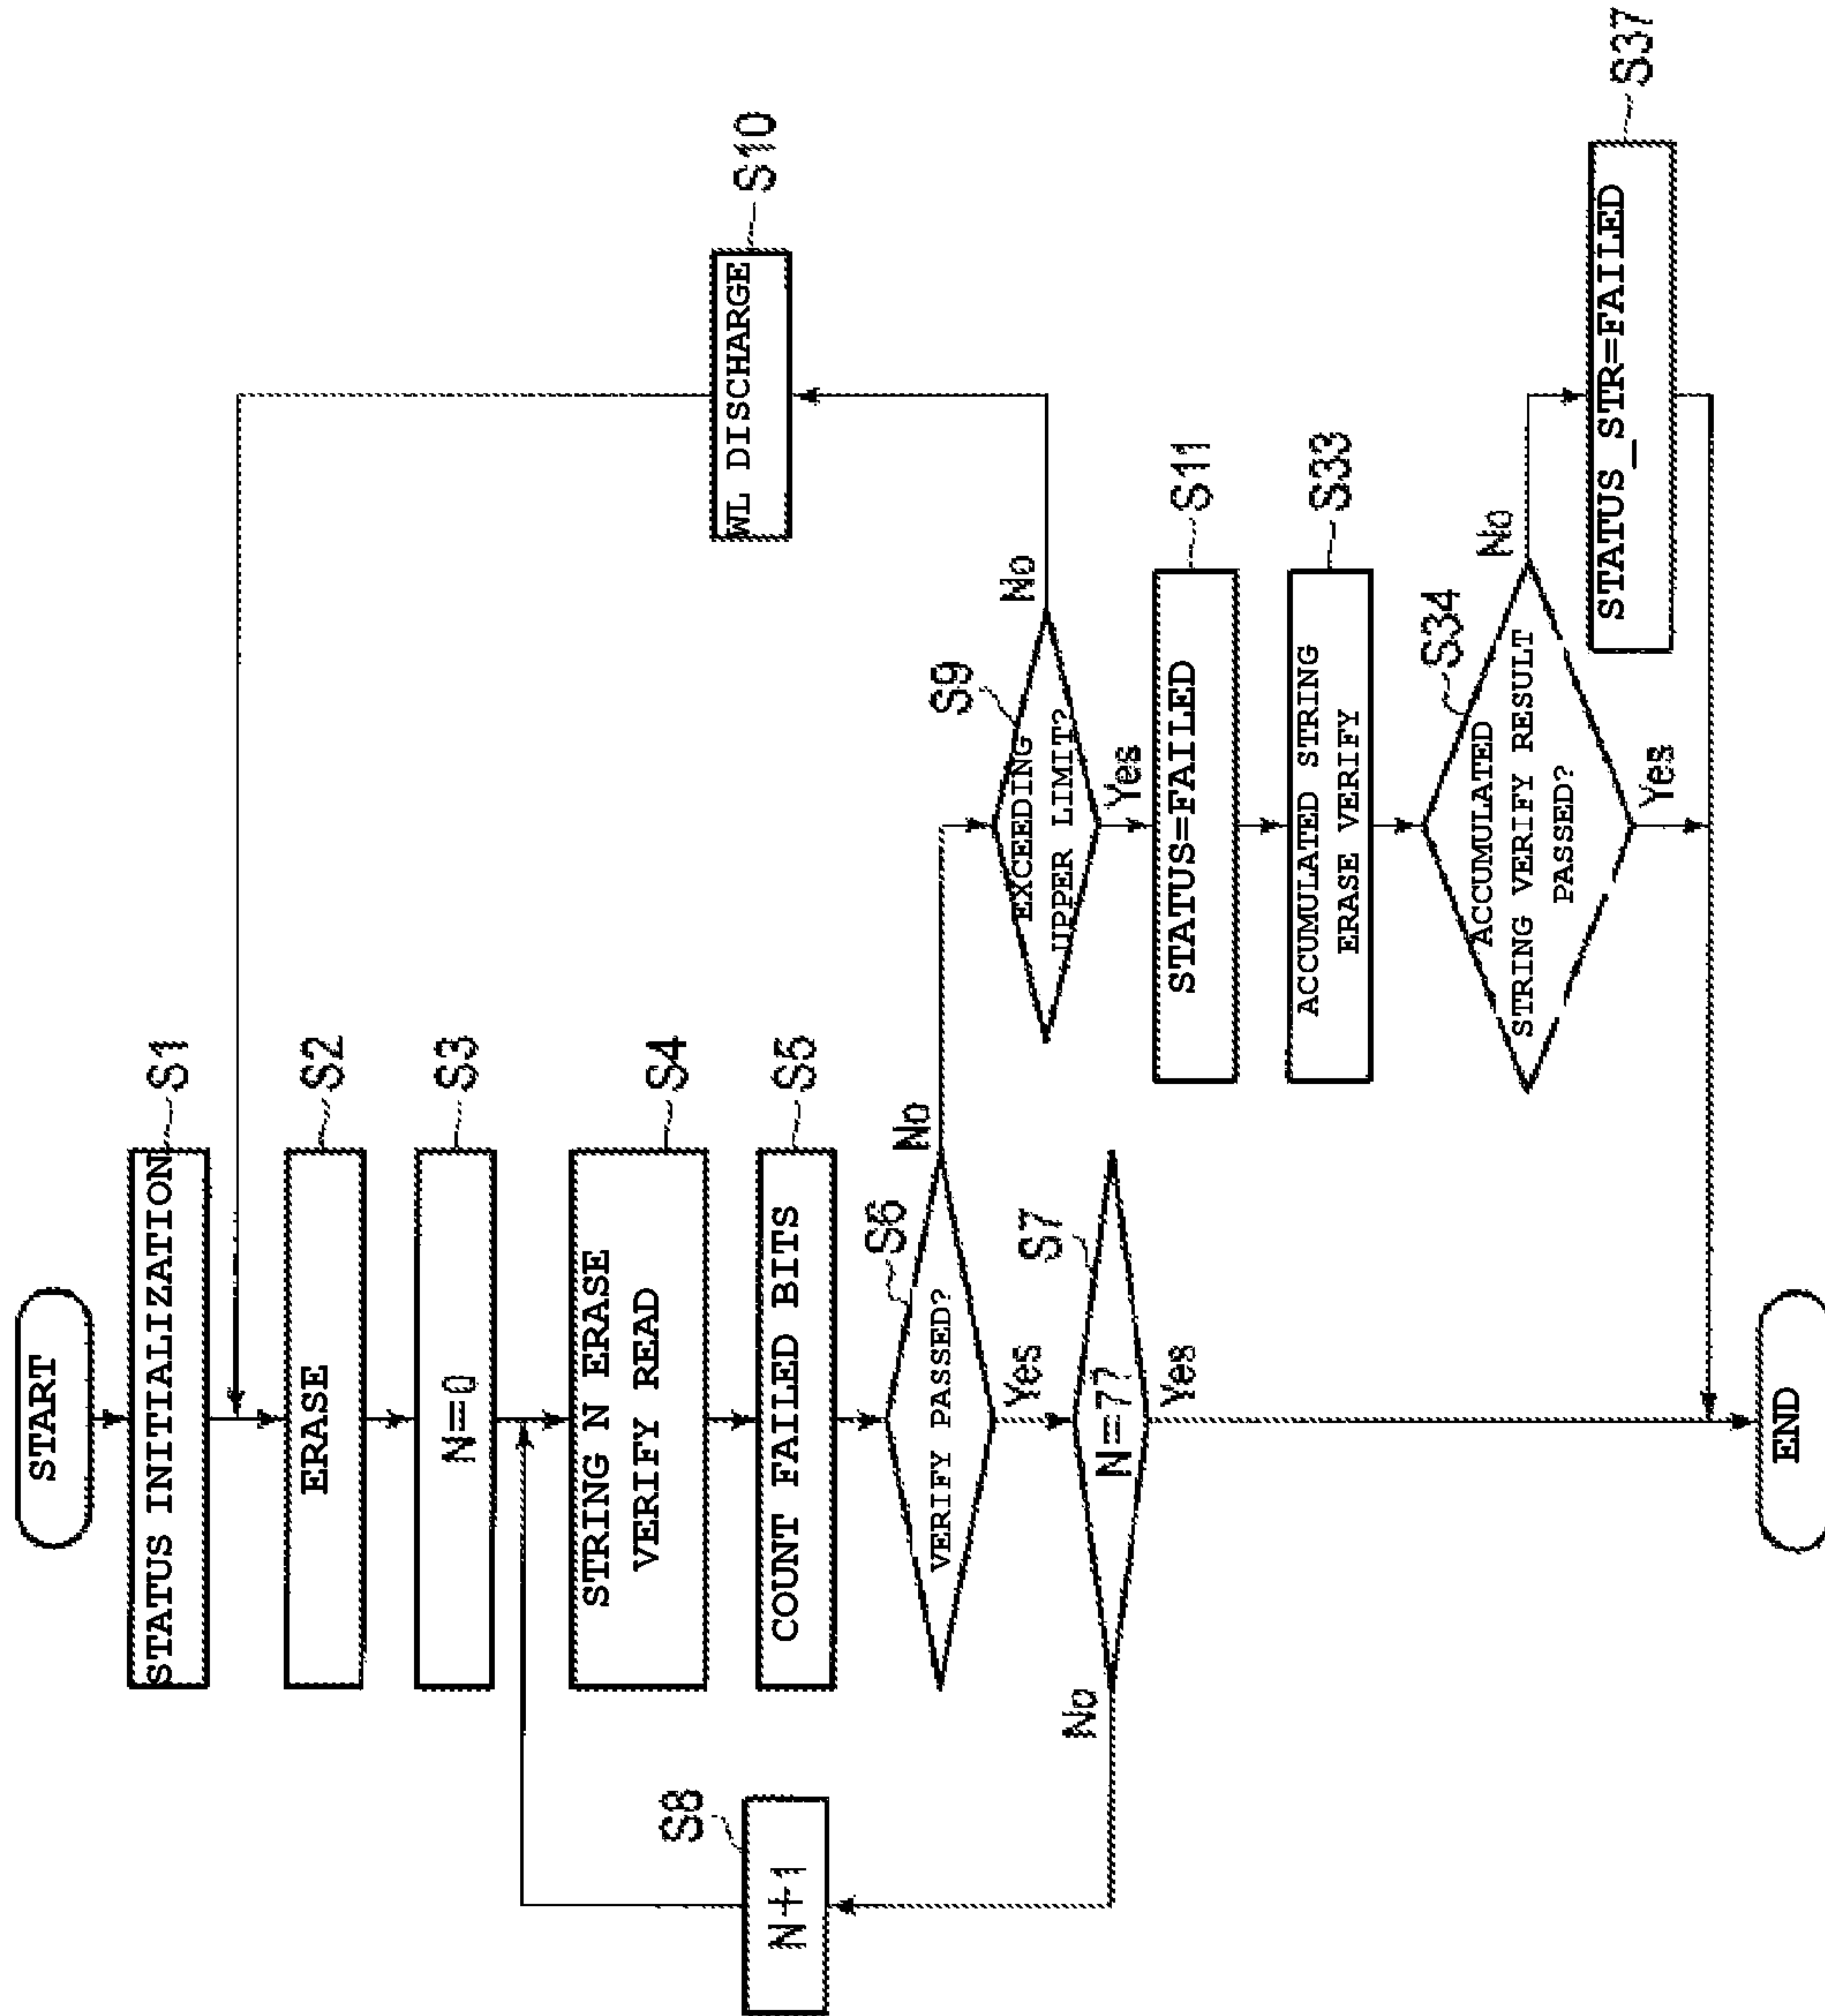 START
STATUS INITIALIZATION
S1
ERASE
S2
N=0
S3
STRING N ERASE
VERIFY READ
S4
COUNT FAILED BITS
S5
VERIFY PASSED?
S6
No
Yes
N=7?
S7
No
Yes
N+1
S8
EXCEEDING
UPPER LIMIT?
S9
No
Yes
WL DISCHARGE
S10
STATUS=FAILED
S11
ACCUMULATED STRING
ERASE VERIFY
S33
ACCUMULATED
STRING VERIFY RESULT
PASSED?
S34
No
Yes
STATUS_STR=FAILED
S37
END